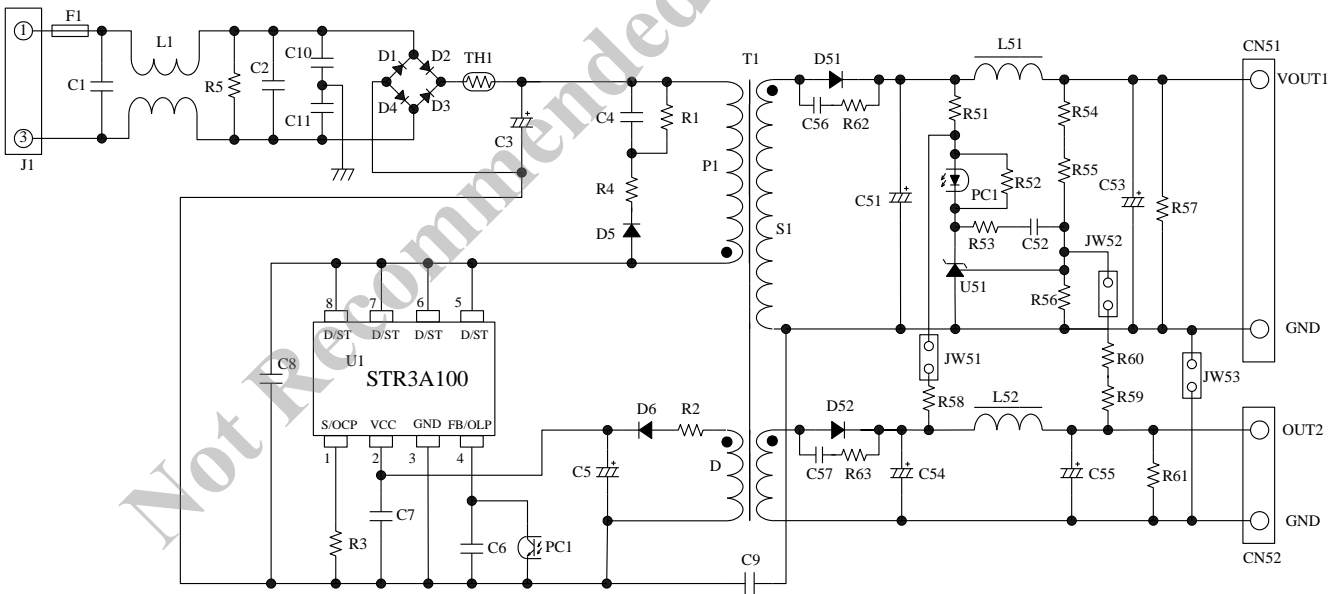 F1
1
3
J1
C1
L1
R5
C2
C10
C11
D1
D2
D4
D3
TH1
C3
C4
R1
R4
D5
P1
T1
S1
D51
C56
R62
C51
L51
R51
PC1
R52
R53
C52
U51
R54
R55
R56
C53
R57
JW52
CN51
VOUT1
GND
JW51
R58
R60
R59
JW53
8
7
6
5
D/ST
D/ST
D/ST
D/ST
U1
STR3A100
S/OCP
VCC
GND
FB/OLP
1
2
3
4
C8
R3
C7
C6
PC1
C5
D6
R2
D
C9
D52
C57
R63
C54
L52
C55
R61
OUT2
GND
CN52
Not Recommended